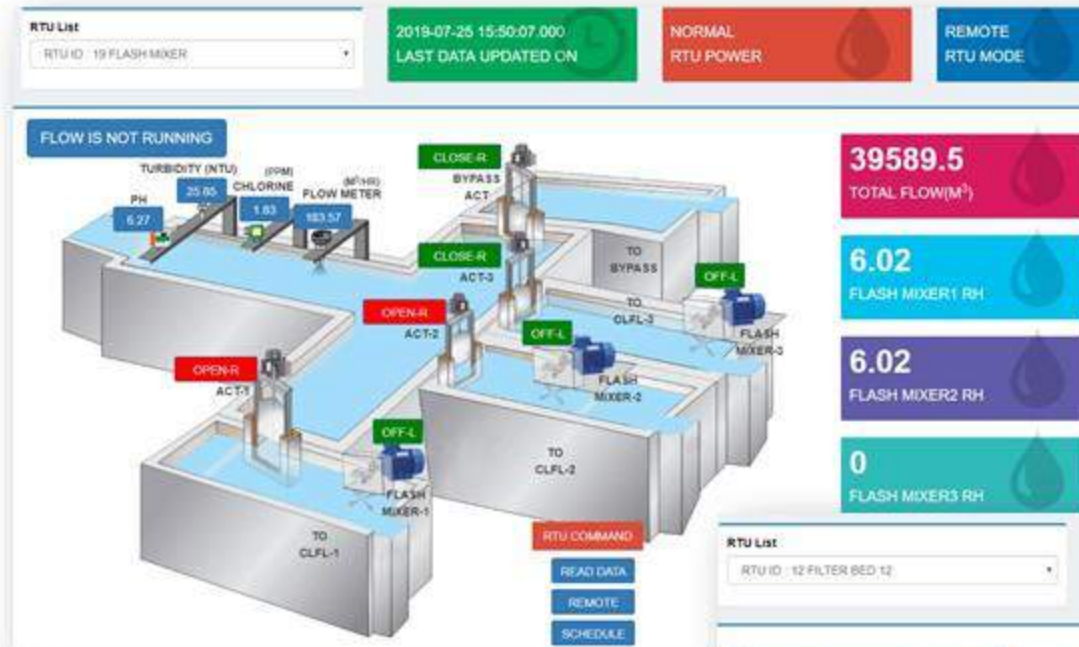 RTU List
RTU ID : 19 FLASH MIXER
2019-07-25 15:50:07.000
LAST DATA UPDATED ON
NORMAL
RTU POWER
REMOTE
RTU MODE
FLOW IS NOT RUNNING
PH
6.27
TURBIDITY (NTU)
25.65
(PPM)
CHLORINE
1.83
(M³/HR)
FLOW METER
183.57
CLOSE-R
BYPASS
ACT
CLOSE-R
ACT-3
OPEN-R
ACT-2
OPEN-R
ACT-1
TO
BYPASS
TO
CLFL-3
OFF-L
FLASH
MIXER-3
OFF-L
FLASH
MIXER-2
TO
CLFL-2
OFF-L
FLASH
MIXER-1
TO
CLFL-1
39589.5
TOTAL FLOW(M³)
6.02
FLASH MIXER1 RH
6.02
FLASH MIXER2 RH
0
FLASH MIXER3 RH
RTU COMMAND
READ DATA
REMOTE
SCHEDULE
RTU List
RTU ID : 12 FILTER BED 12